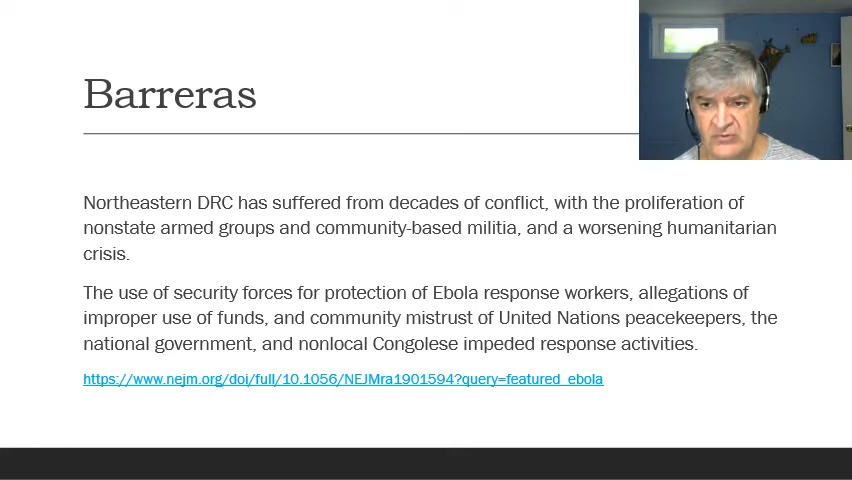 Barreras
Northeastern DRC has suffered from decades of conflict, with the proliferation of
nonstate armed groups and community-based militia, and a worsening humanitarian
crisis.
The use of security forces for protection of Ebola response workers, allegations of
improper use of funds, and community mistrust of United Nations peacekeepers, the
national government, and nonlocal Congolese impeded response activities.
https://www.nejm.org/doi/full/10.1056/NEJMra1901594?query=featured_ebola